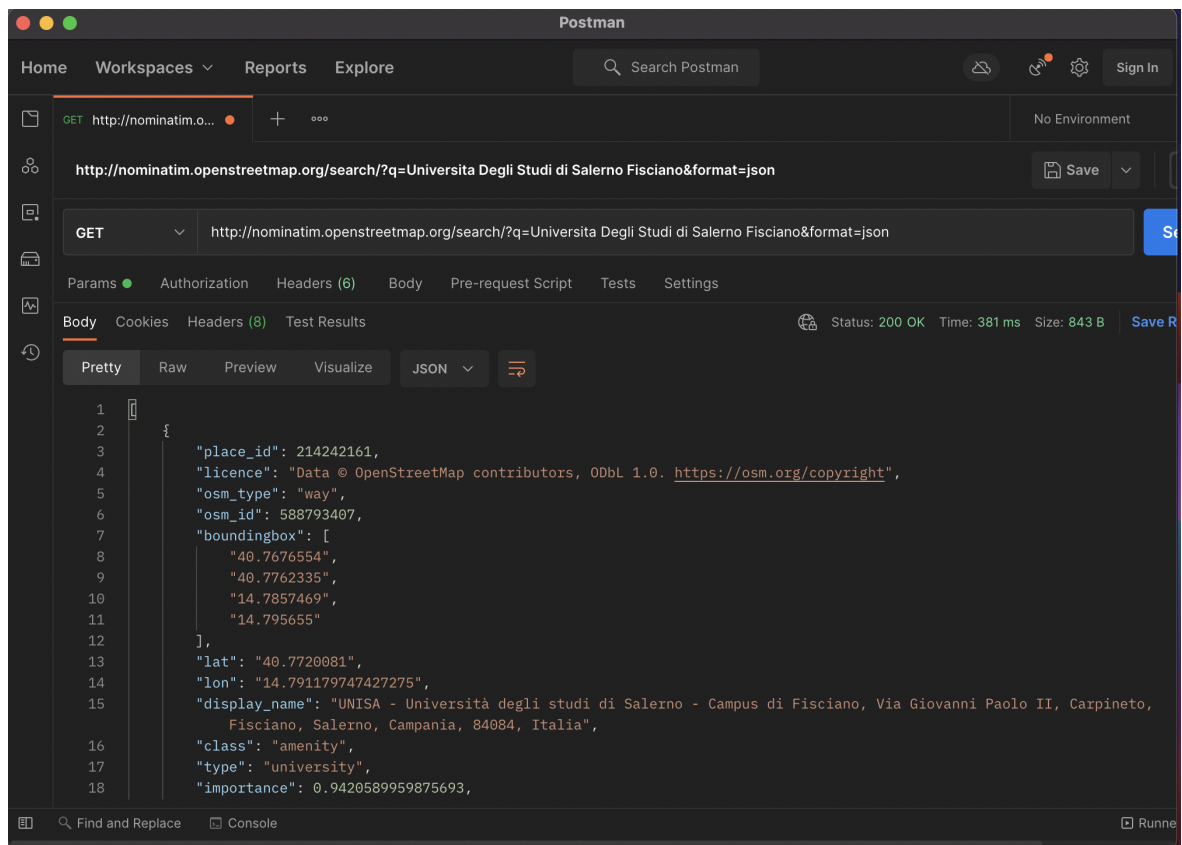 Postman
Home Workspaces Reports Explore Search Postman Sign In
GET http://nominatim.o... No Environment
http://nominatim.openstreetmap.org/search/?q=Universita Degli Studi di Salerno Fisciano&format=json Save
GET http://nominatim.openstreetmap.org/search/?q=Universita Degli Studi di Salerno Fisciano&format=json Se
Params Authorization Headers (6) Body Pre-request Script Tests Settings
Body Cookies Headers (8) Test Results Status: 200 OK Time: 381 ms Size: 843 B Save R
Pretty Raw Preview Visualize JSON
1 [
2 {
3 "place_id": 214242161,
4 "licence": "Data © OpenStreetMap contributors, ODbL 1.0. https://osm.org/copyright",
5 "osm_type": "way",
6 "osm_id": 588793407,
7 "boundingbox": [
8 "40.7676554",
9 "40.7762335",
10 "14.7857469",
11 "14.795655"
12 ],
13 "lat": "40.7720081",
14 "lon": "14.791179747427275",
15 "display_name": "UNISA - Università degli studi di Salerno - Campus di Fisciano, Via Giovanni Paolo II, Carpineto,
Fisciano, Salerno, Campania, 84084, Italia",
16 "class": "amenity",
17 "type": "university",
18 "importance": 0.9420589959875693,
Find and Replace Console Runne